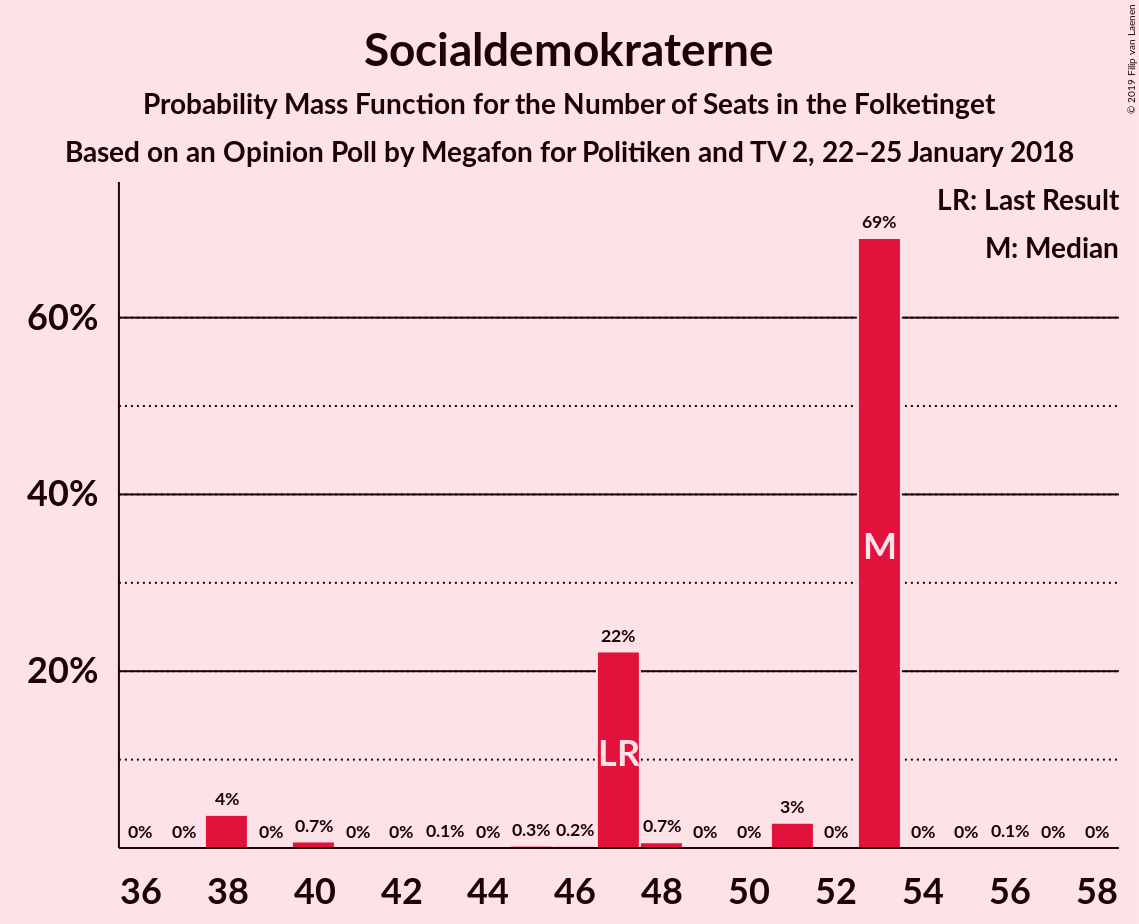 Socialdemokraterne
Probability Mass Function for the Number of Seats in the Folketinget
Based on an Opinion Poll by Megafon for Politiken and TV 2, 22–25 January 2018
© 2019 Filip van Laenen
LR: Last Result
M: Median
60%
40%
20%
0% 0% 4% 0% 0.7% 0% 0% 0.1% 0% 0.3% 0.2% 22% 0.7% 0% 0% 3% 0% 69% 0% 0% 0.1% 0% 0%
LR
M
36 38 40 42 44 46 48 50 52 54 56 58